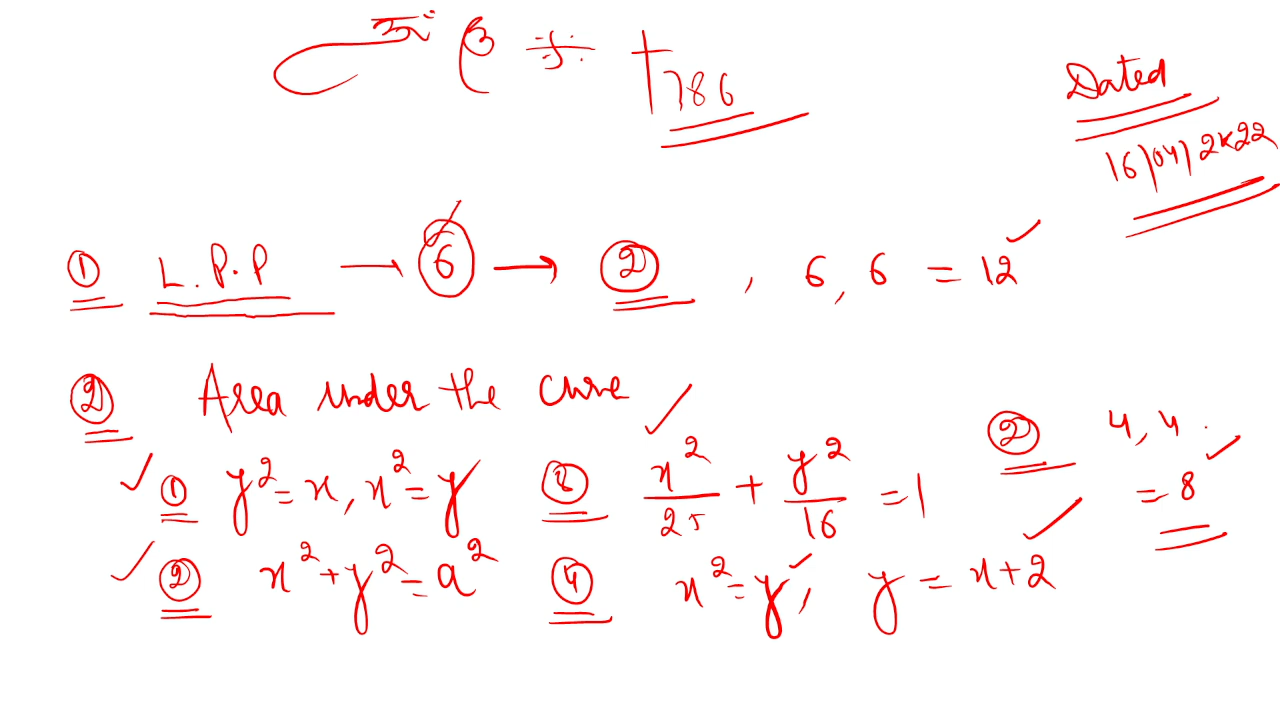 786
Dated
16/04/2k22
① L.P.P → 6 → ② , 6, 6 = 12
② Area under the curve
① y² = x, x² = y ③ x²/25 + y²/16 = 1 ② 4, 4.
= 8
② x² + y² = a² ④ x² = y, y = x+2